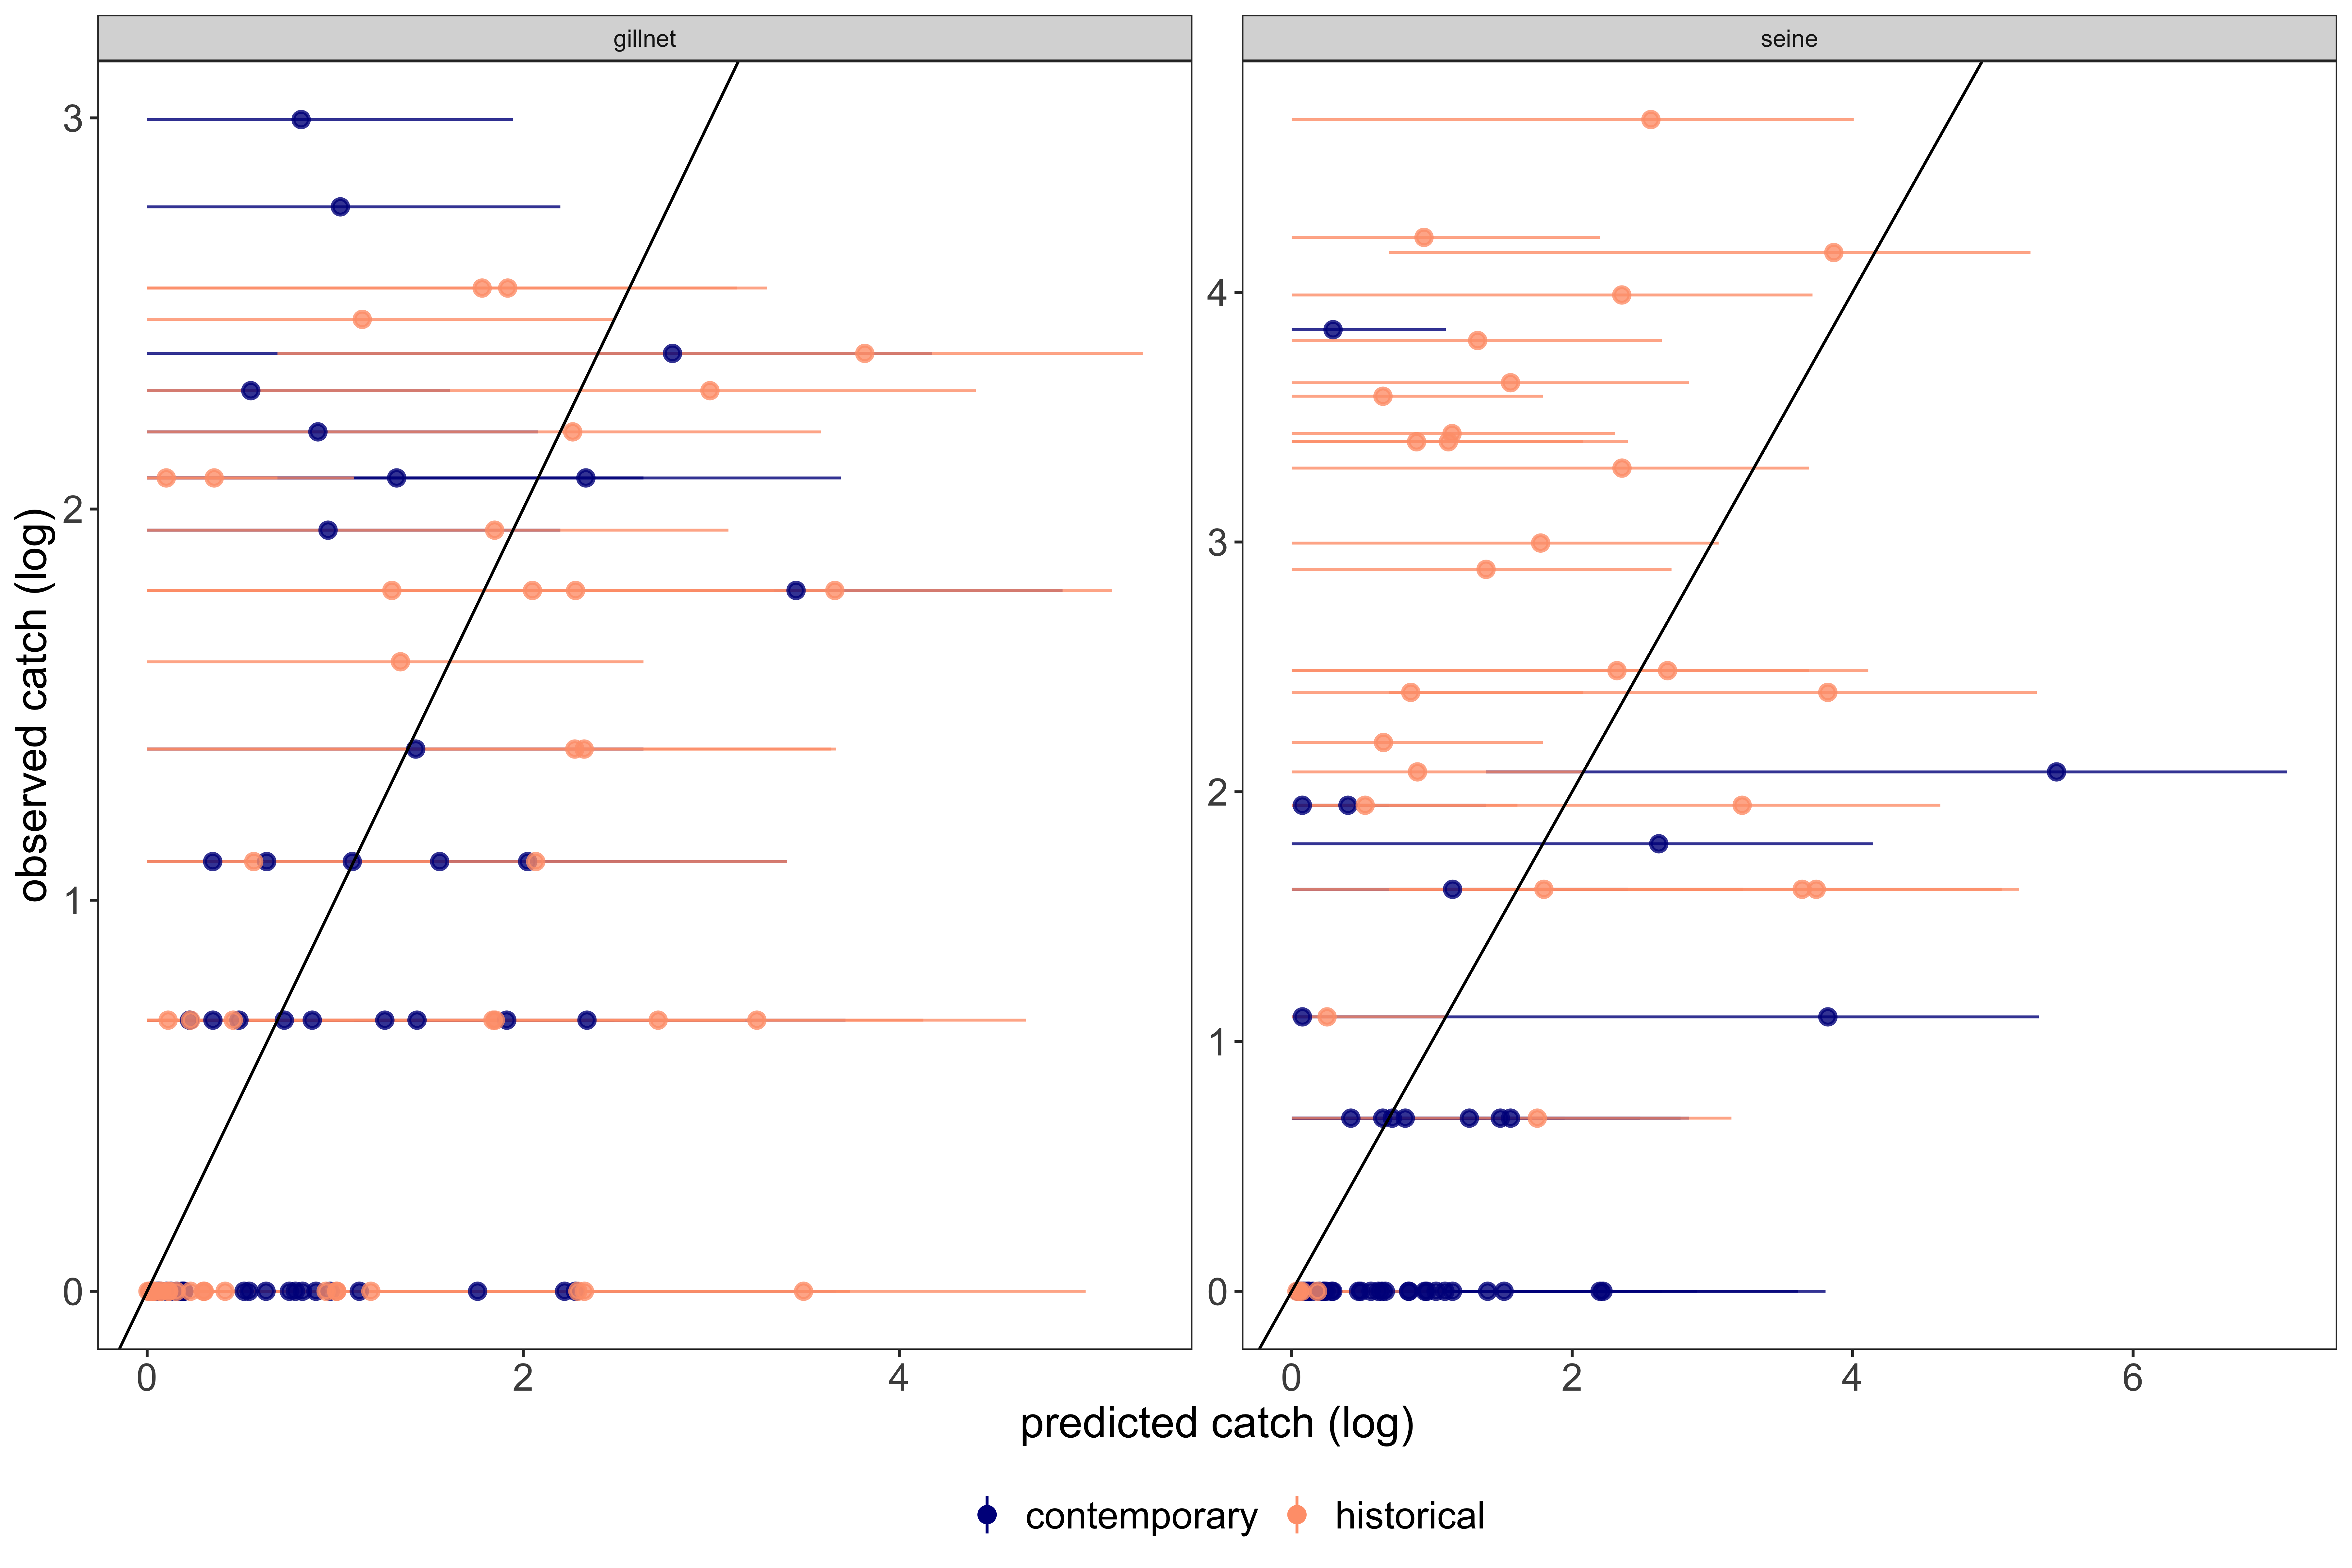 gillnet
seine
observed catch (log)
3
2
1
0
4
3
2
1
0
0 2 4
0 2 4 6
predicted catch (log)
contemporary historical